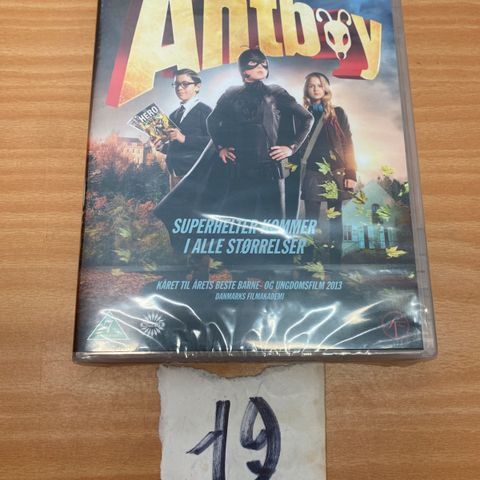 Antboy
HERO
SUPERHELTER KOMMER
I ALLE STØRRELSER
KÅRET TIL ÅRETS BESTE BARNE- OG UNGDOMSFILM 2013
DANMARKS FILMAKADEMI
19